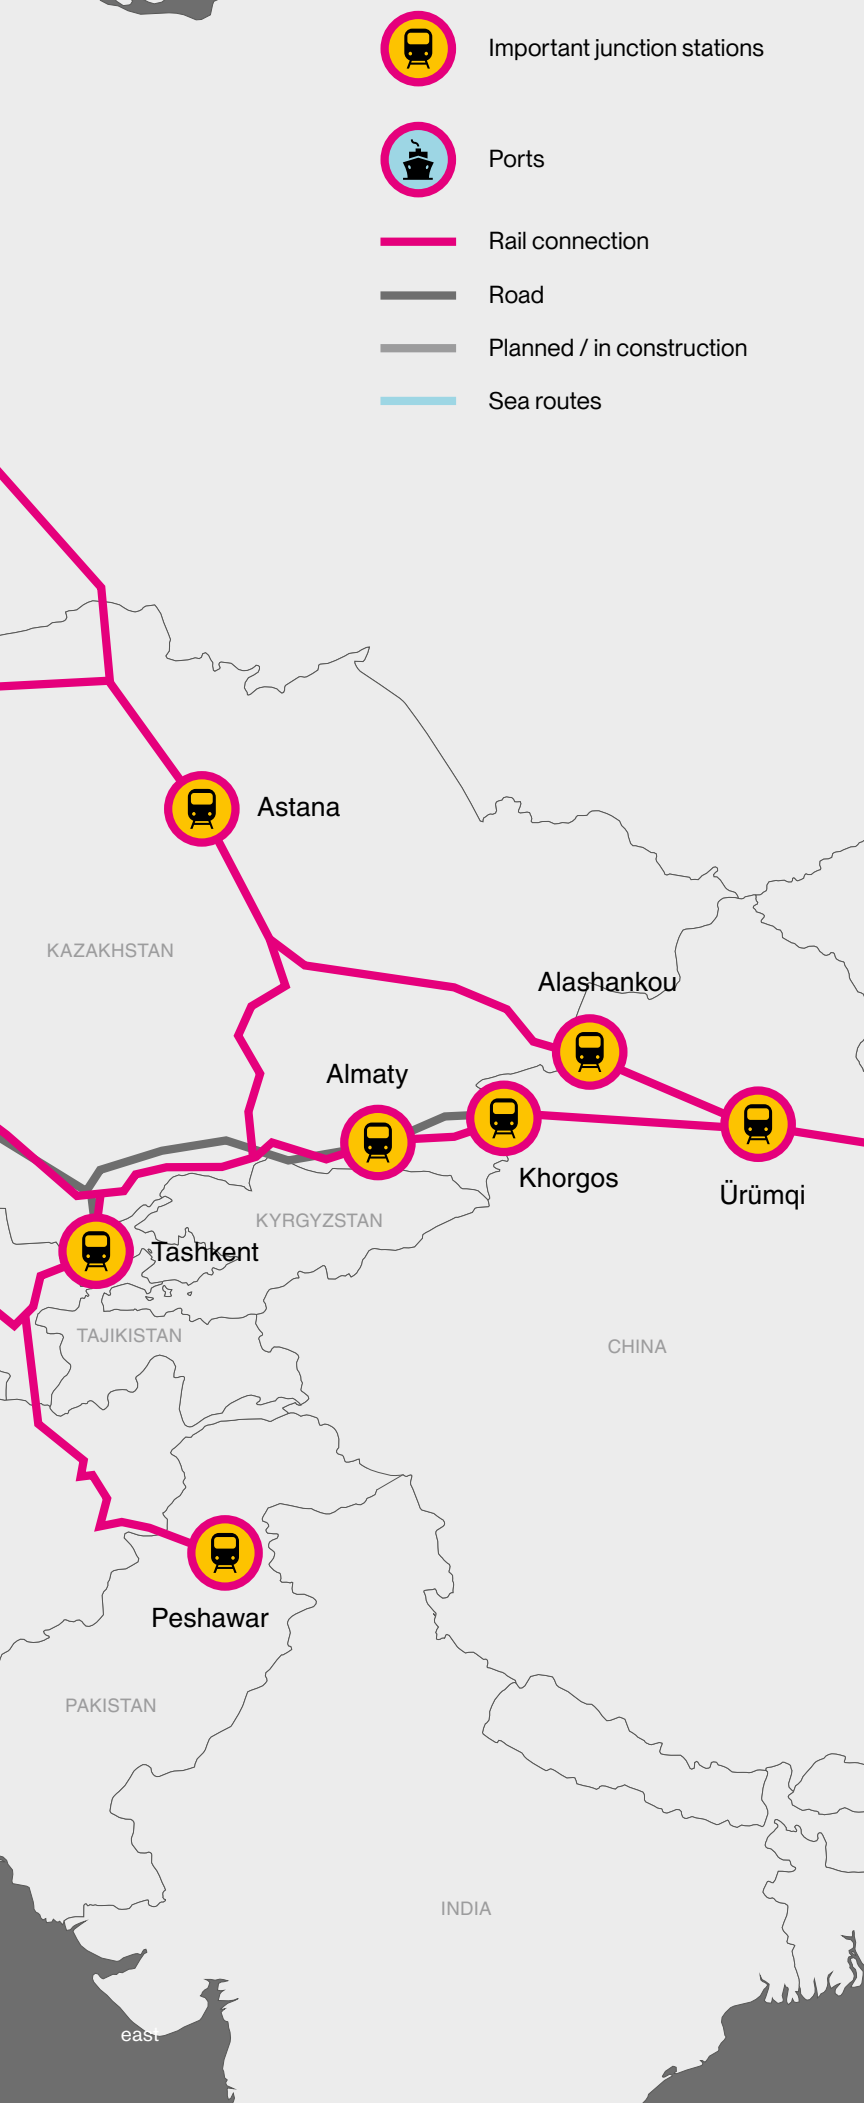 Important junction stations
Ports
Rail connection
Road
Planned / in construction
Sea routes
Astana
KAZAKHSTAN
Alashankou
Almaty
Khorgos
Ürümqi
KYRGYZSTAN
Tashkent
TAJIKISTAN
CHINA
Peshawar
PAKISTAN
INDIA
east